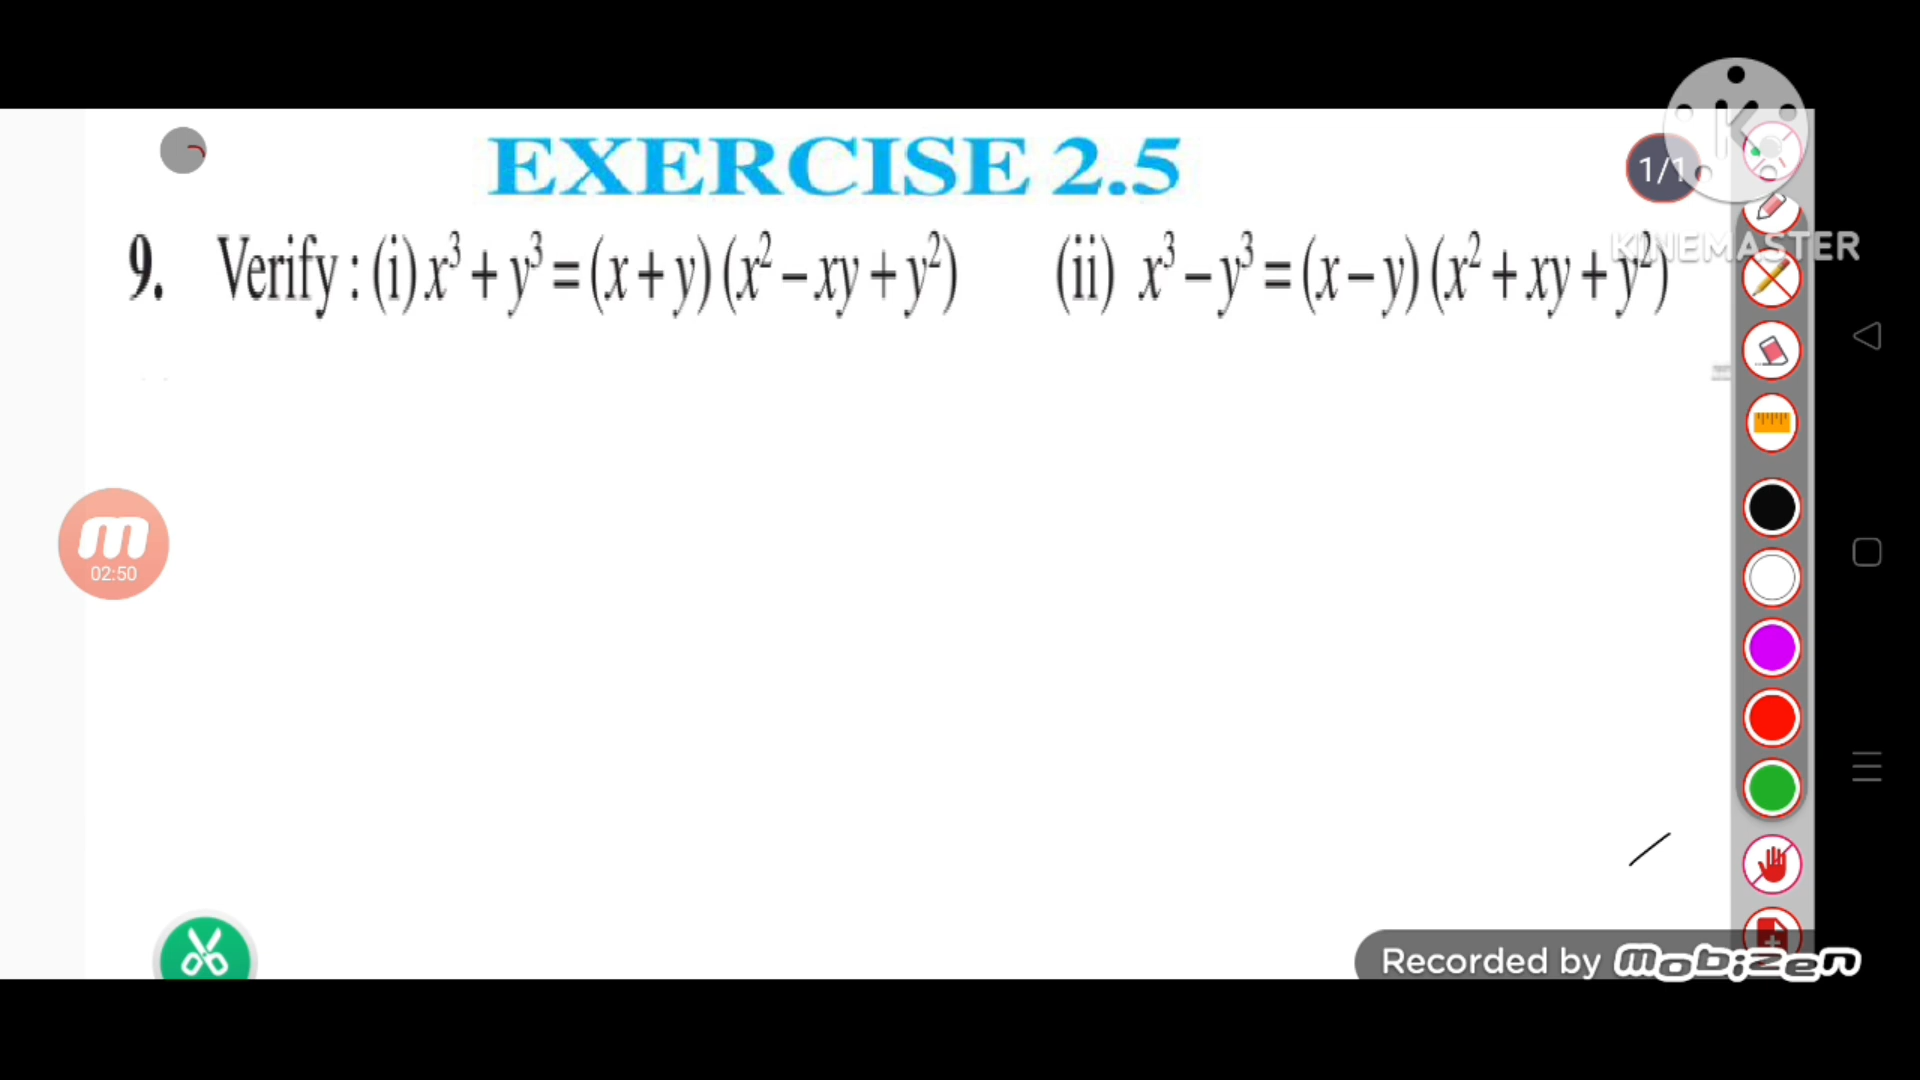 EXERCISE 2.5
1/1
KINEMASTER
9. Verify : (i) x³ + y³ = (x + y) (x² – xy + y²) (ii) x³ – y³ = (x – y) (x² + xy + y²)
02:50
Recorded by Mobizen